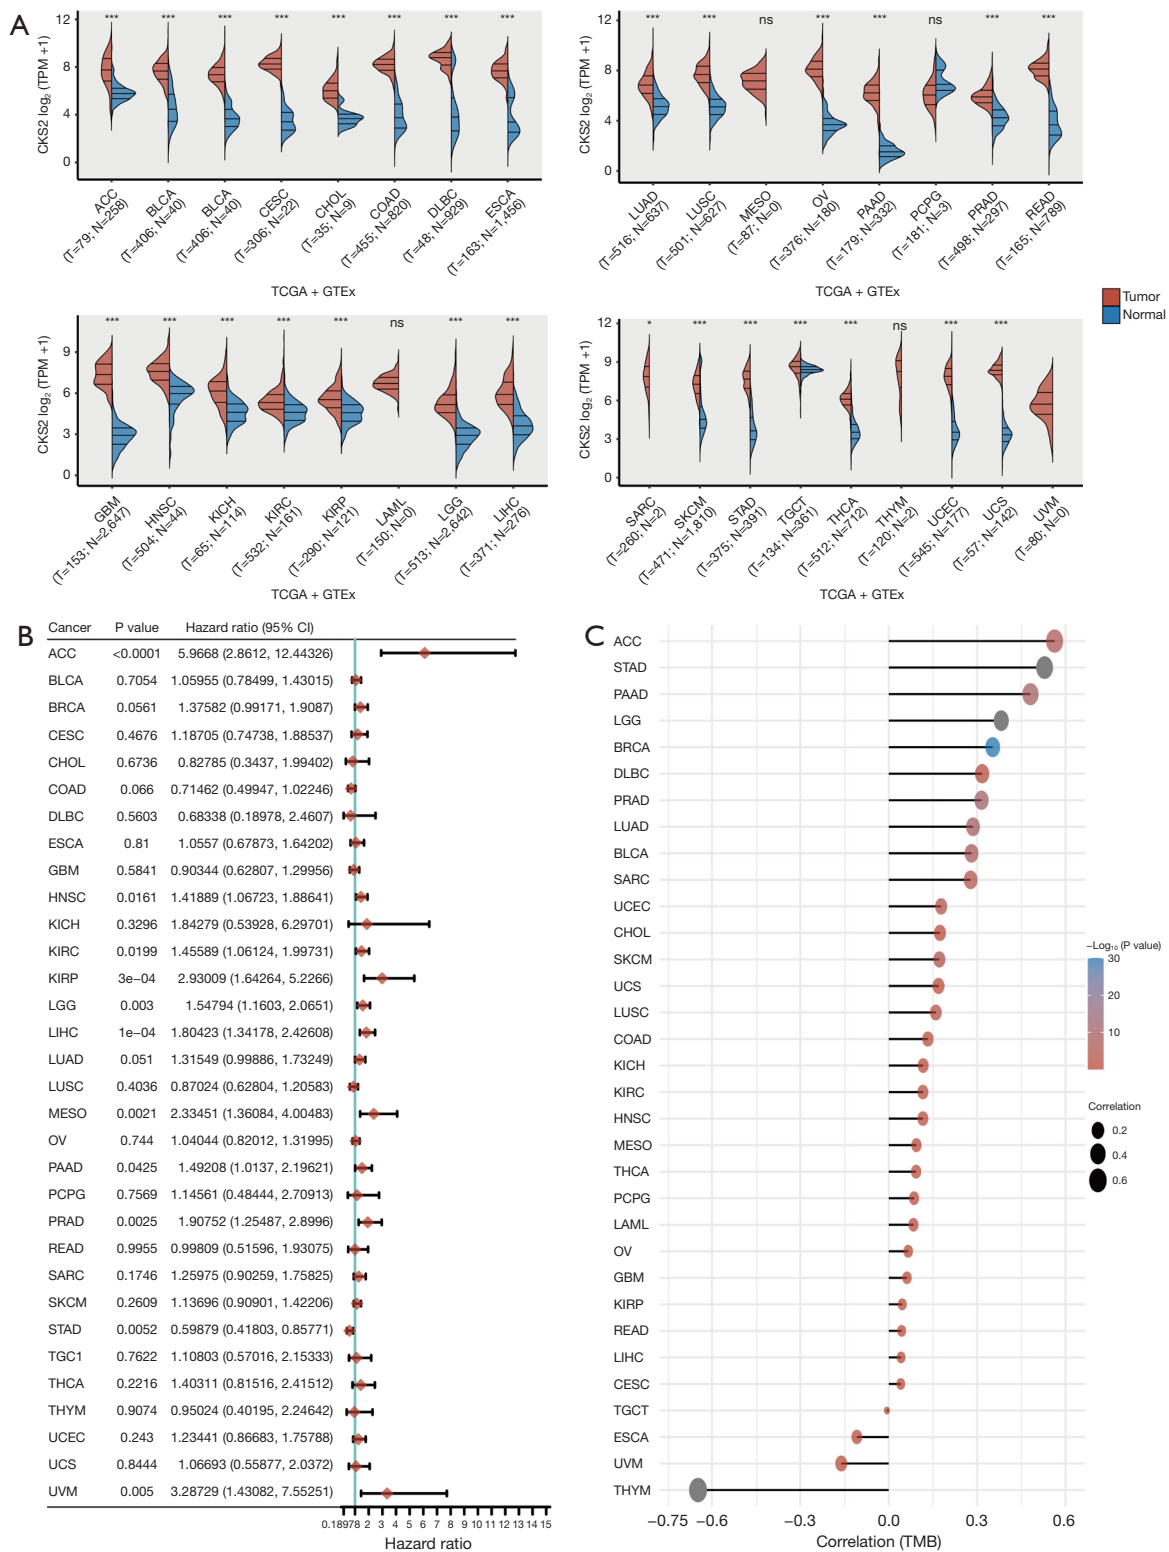 A
12
8
4
0
CKS2 log2 (TPM +1)
*** *** *** *** *** *** *** ***
ACC
(T=79; N=258)
BLCA
(T=406; N=40)
BLCA
(T=406; N=40)
CESC
(T=306; N=22)
CHOL
(T=35; N=9)
COAD
(T=455; N=820)
DLBC
(T=48; N=929)
ESCA
(T=163; N=1,456)
TCGA + GTEx
12
8
4
0
CKS2 log2 (TPM +1)
*** *** ns *** *** ns *** ***
LUAD
(T=516; N=637)
LUSC
(T=501; N=627)
MESO
(T=87; N=0)
OV
(T=376; N=180)
PAAD
(T=179; N=332)
PCPG
(T=181; N=3)
PRAD
(T=498; N=297)
READ
(T=165; N=789)
TCGA + GTEx
Tumor
Normal
9
6
3
0
CKS2 log2 (TPM +1)
*** *** *** *** *** ns *** ***
GBM
(T=153; N=2,647)
HNSC
(T=504; N=44)
KICH
(T=65; N=114)
KIRC
(T=532; N=161)
KIRP
(T=290; N=121)
LAML
(T=150; N=0)
LGG
(T=513; N=2,642)
LIHC
(T=371; N=276)
TCGA + GTEx
12
9
6
3
0
CKS2 log2 (TPM +1)
* *** *** *** *** ns *** ***
SARC
(T=260; N=2)
SKCM
(T=471; N=1,810)
STAD
(T=375; N=391)
TGCT
(T=134; N=361)
THCA
(T=512; N=712)
THYM
(T=120; N=2)
UCEC
(T=545; N=177)
UCS
(T=57; N=142)
UVM
(T=80; N=0)
TCGA + GTEx
B
Cancer P value Hazard ratio (95% CI)
ACC <0.0001 5.9668 (2.8612, 12.44326)
BLCA 0.7054 1.05955 (0.78499, 1.43015)
BRCA 0.0561 1.37582 (0.99171, 1.9087)
CESC 0.4676 1.18705 (0.74738, 1.88537)
CHOL 0.6736 0.82785 (0.3437, 1.99402)
COAD 0.066 0.71462 (0.49947, 1.02246)
DLBC 0.5603 0.68338 (0.18978, 2.4607)
ESCA 0.81 1.0557 (0.67873, 1.64202)
GBM 0.5841 0.90344 (0.62807, 1.29956)
HNSC 0.0161 1.41889 (1.06723, 1.88641)
KICH 0.3296 1.84279 (0.53928, 6.29701)
KIRC 0.0199 1.45589 (1.06124, 1.99731)
KIRP 3e−04 2.93009 (1.64264, 5.2266)
LGG 0.003 1.54794 (1.1603, 2.0651)
LIHC 1e−04 1.80423 (1.34178, 2.42608)
LUAD 0.051 1.31549 (0.99886, 1.73249)
LUSC 0.4036 0.87024 (0.62804, 1.20583)
MESO 0.0021 2.33451 (1.36084, 4.00483)
OV 0.744 1.04044 (0.82012, 1.31995)
PAAD 0.0425 1.49208 (1.0137, 2.19621)
PCPG 0.7569 1.14561 (0.48444, 2.70913)
PRAD 0.0025 1.90752 (1.25487, 2.8996)
READ 0.9955 0.99809 (0.51596, 1.93075)
SARC 0.1746 1.25975 (0.90259, 1.75825)
SKCM 0.2609 1.13696 (0.90901, 1.42206)
STAD 0.0052 0.59879 (0.41803, 0.85771)
TGC1 0.7622 1.10803 (0.57016, 2.15333)
THCA 0.2216 1.40311 (0.81516, 2.41512)
THYM 0.9074 0.95024 (0.40195, 2.24642)
UCEC 0.243 1.23441 (0.86683, 1.75788)
UCS 0.8444 1.06693 (0.55877, 2.0372)
UVM 0.005 3.28729 (1.43082, 7.55251)
0.18978 2 3 4 5 6 7 8 9 10 11 12 13 14 15
Hazard ratio
C
ACC
STAD
PAAD
LGG
BRCA
DLBC
PRAD
LUAD
BLCA
SARC
UCEC
CHOL
SKCM
UCS
LUSC
COAD
KICH
KIRC
HNSC
MESO
THCA
PCPG
LAML
OV
GBM
KIRP
READ
LIHC
CESC
TGCT
ESCA
UVM
THYM
−0.75 −0.6 −0.3 0.0 0.3 0.6
Correlation (TMB)
−Log10 (P value)
30
20
10
Correlation
0.2
0.4
0.6